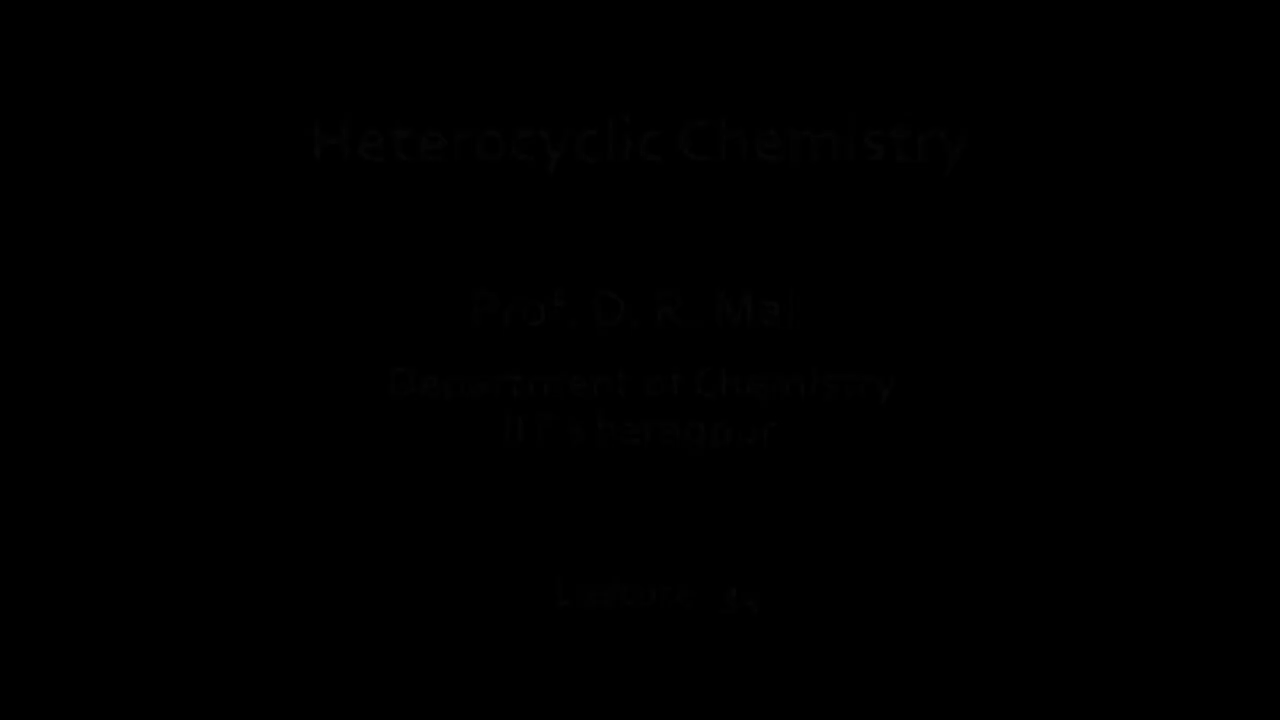 Heterocyclic Chemistry
Prof. D. R. Mal
Department of Chemistry
IIT Kharagpur
Lecture